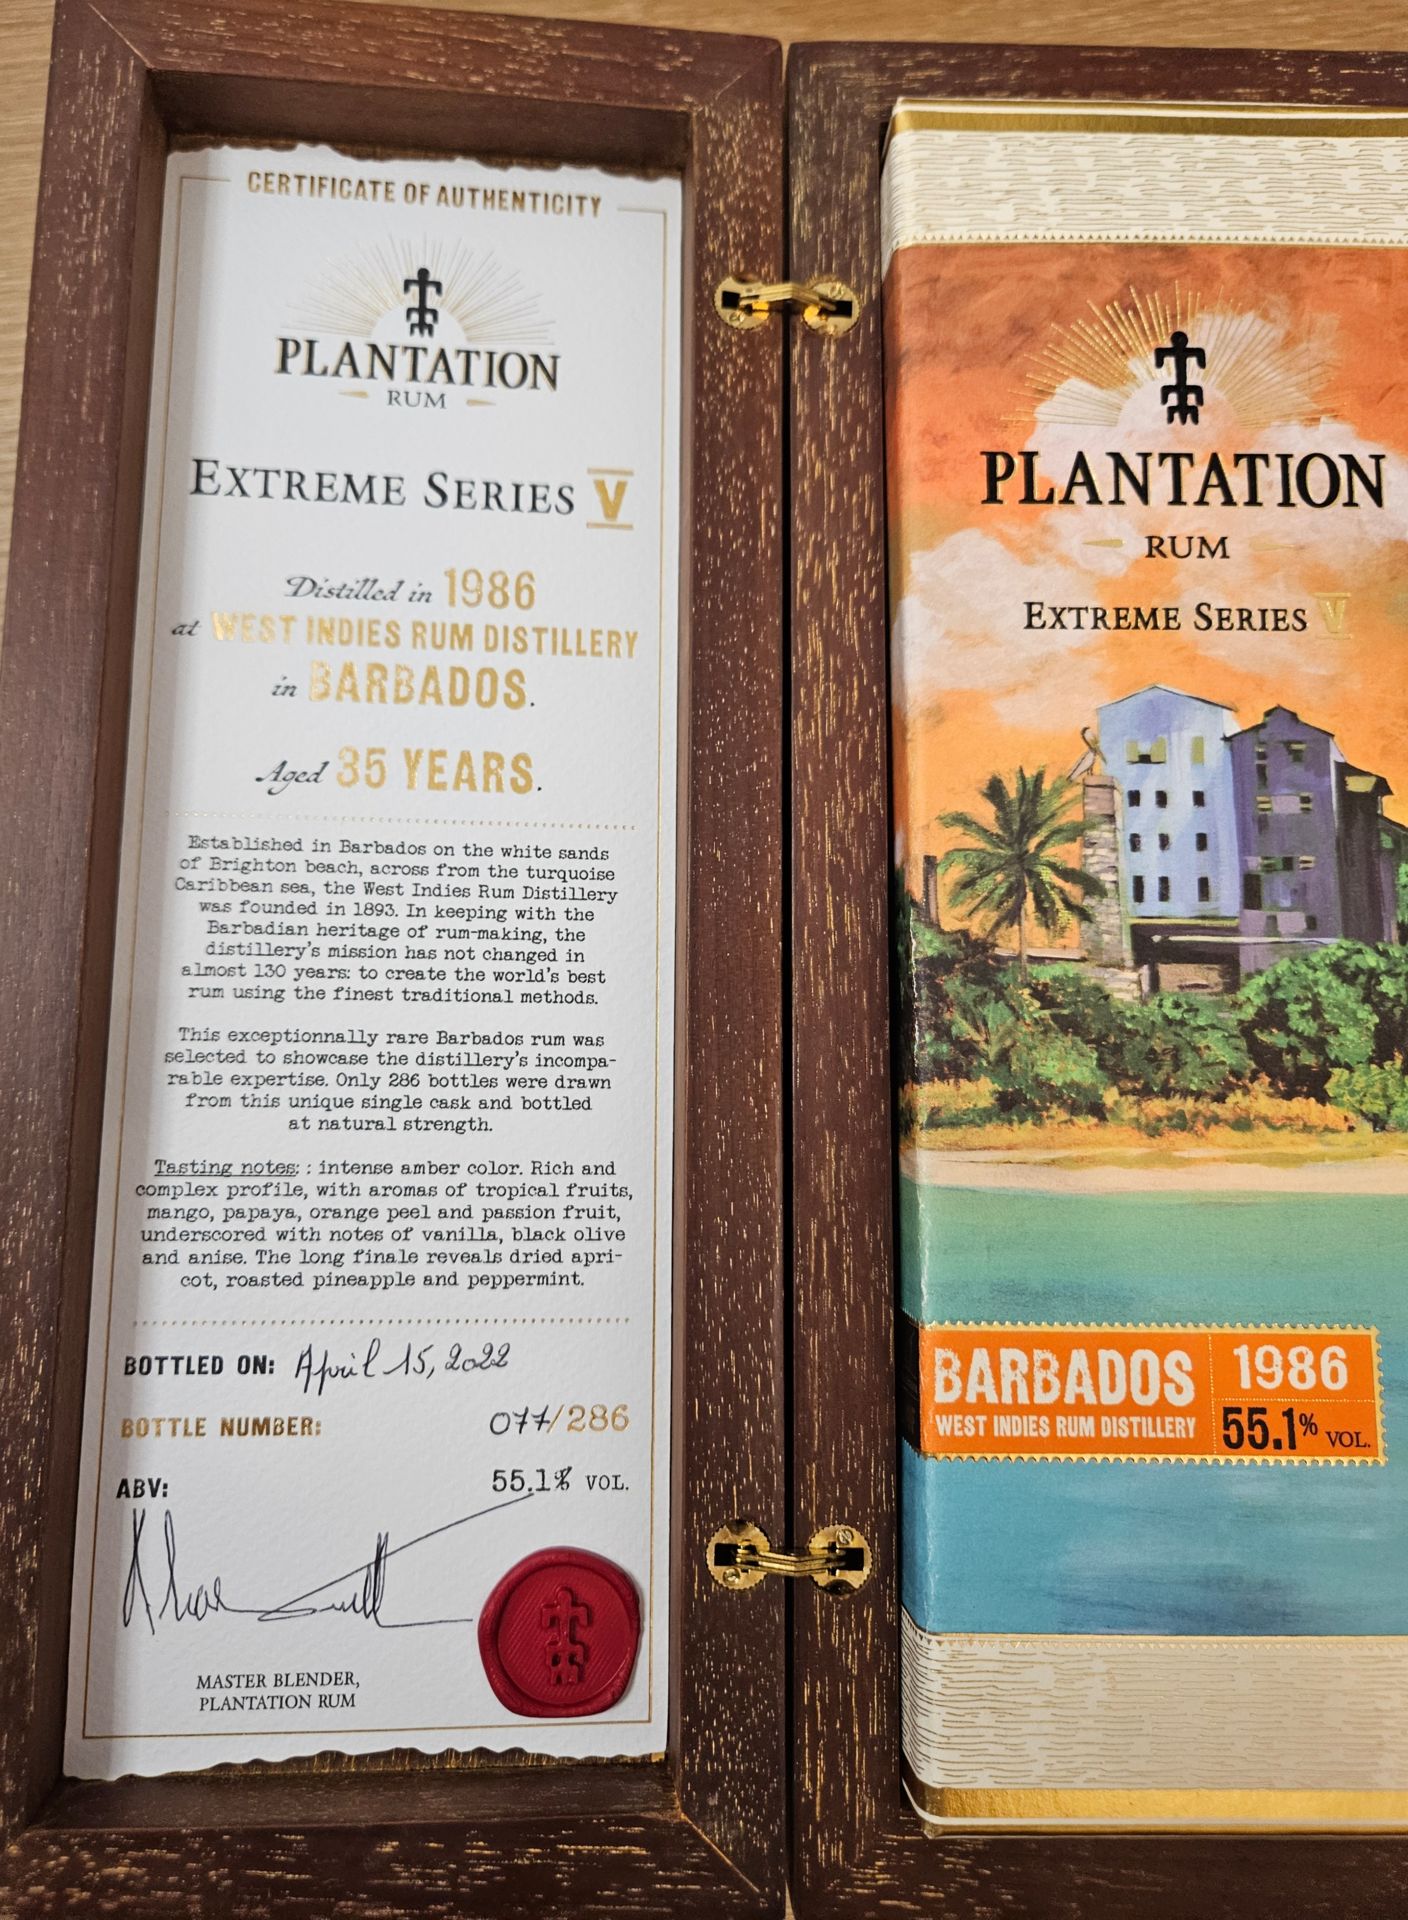 CERTIFICATE OF AUTHENTICITY
PLANTATION
RUM
EXTREME SERIES V
Distilled in 1986
at WEST INDIES RUM DISTILLERY
in BARBADOS.
Aged 35 YEARS.
Established in Barbados on the white sands
of Brighton beach, across from the turquoise
Caribbean sea, the West Indies Rum Distillery
was founded in 1893. In keeping with the
Barbadian heritage of rum-making, the
distillery's mission has not changed in
almost 130 years: to create the world's best
rum using the finest traditional methods.
This exceptionnally rare Barbados rum was
selected to showcase the distillery's incompa-
rable expertise. Only 286 bottles were drawn
from this unique single cask and bottled
at natural strength.
Tasting notes: : intense amber color. Rich and
complex profile, with aromas of tropical fruits,
mango, papaya, orange peel and passion fruit,
underscored with notes of vanilla, black olive
and anise. The long finale reveals dried apri-
cot, roasted pineapple and peppermint.
BOTTLED ON: April 15, 2022
BOTTLE NUMBER: 077/286
ABV: 55.1% VOL.
MASTER BLENDER,
PLANTATION RUM
PLANTATION
RUM
EXTREME SERIES V
BARBADOS 1986
WEST INDIES RUM DISTILLERY 55.1% VOL.